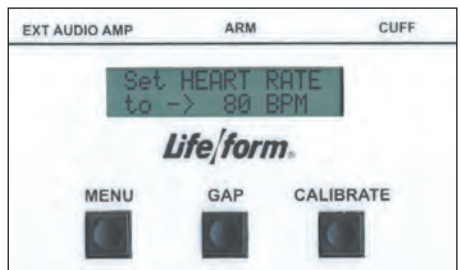 EXT AUDIO AMP ARM CUFF
Set HEART RATE
to -> 80 BPM
Life/form®
MENU GAP CALIBRATE